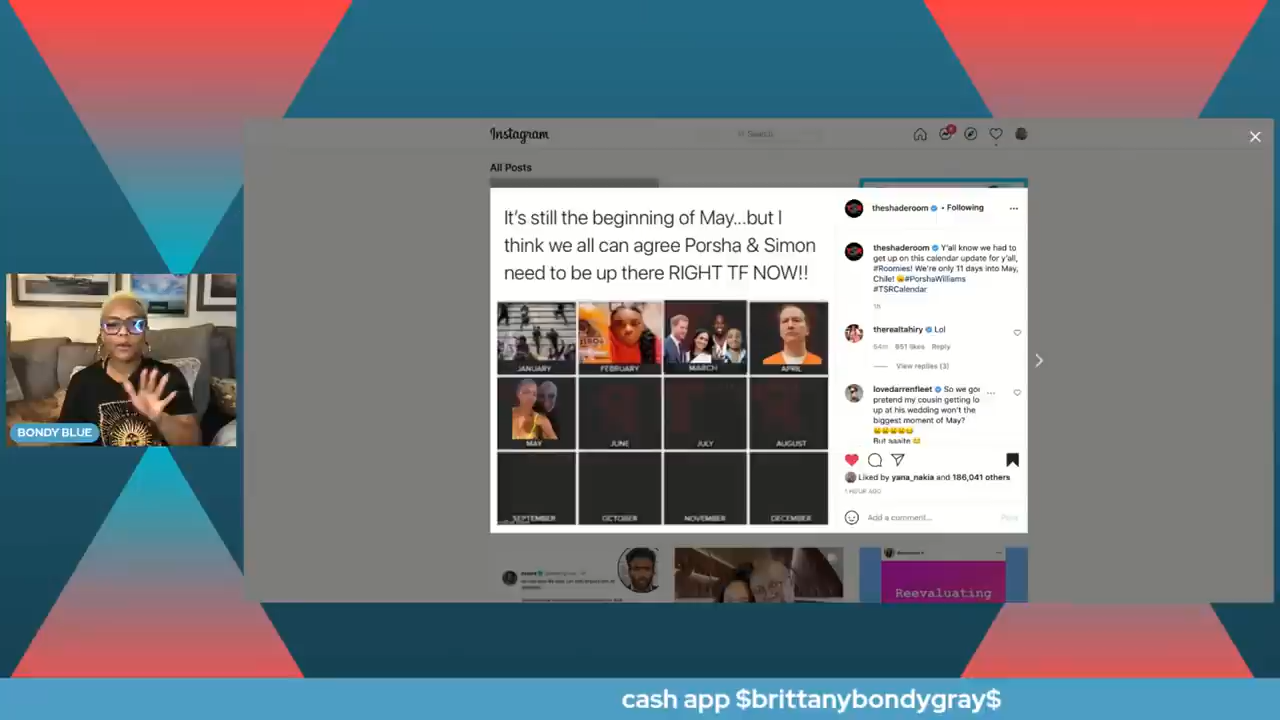 Instagram
Search
All Posts
It's still the beginning of May...but I
think we all can agree Porsha & Simon
need to be up there RIGHT TF NOW!!
JANUARY
FEBRUARY
MARCH
APRIL
MAY
JUNE
JULY
AUGUST
SEPTEMBER
OCTOBER
NOVEMBER
DECEMBER
theshaderoom • Following
theshaderoom Y'all know we had to
get up on this calendar update for y'all,
#Roomies! We're only 11 days into May,
Chile! 😩#PorshaWilliams
#TSRCalendar
1h
therealtahiry Lol
54m 951 likes Reply
View replies (3)
lovedarrenfleet So we goc
pretend my cousin getting lo
up at his wedding won't the
biggest moment of May?
But aaaite
Liked by yana_nakia and 186,041 others
1 HOUR AGO
Add a comment...
Post
Reevaluating
BONDY BLUE
cash app $brittanybondygray$